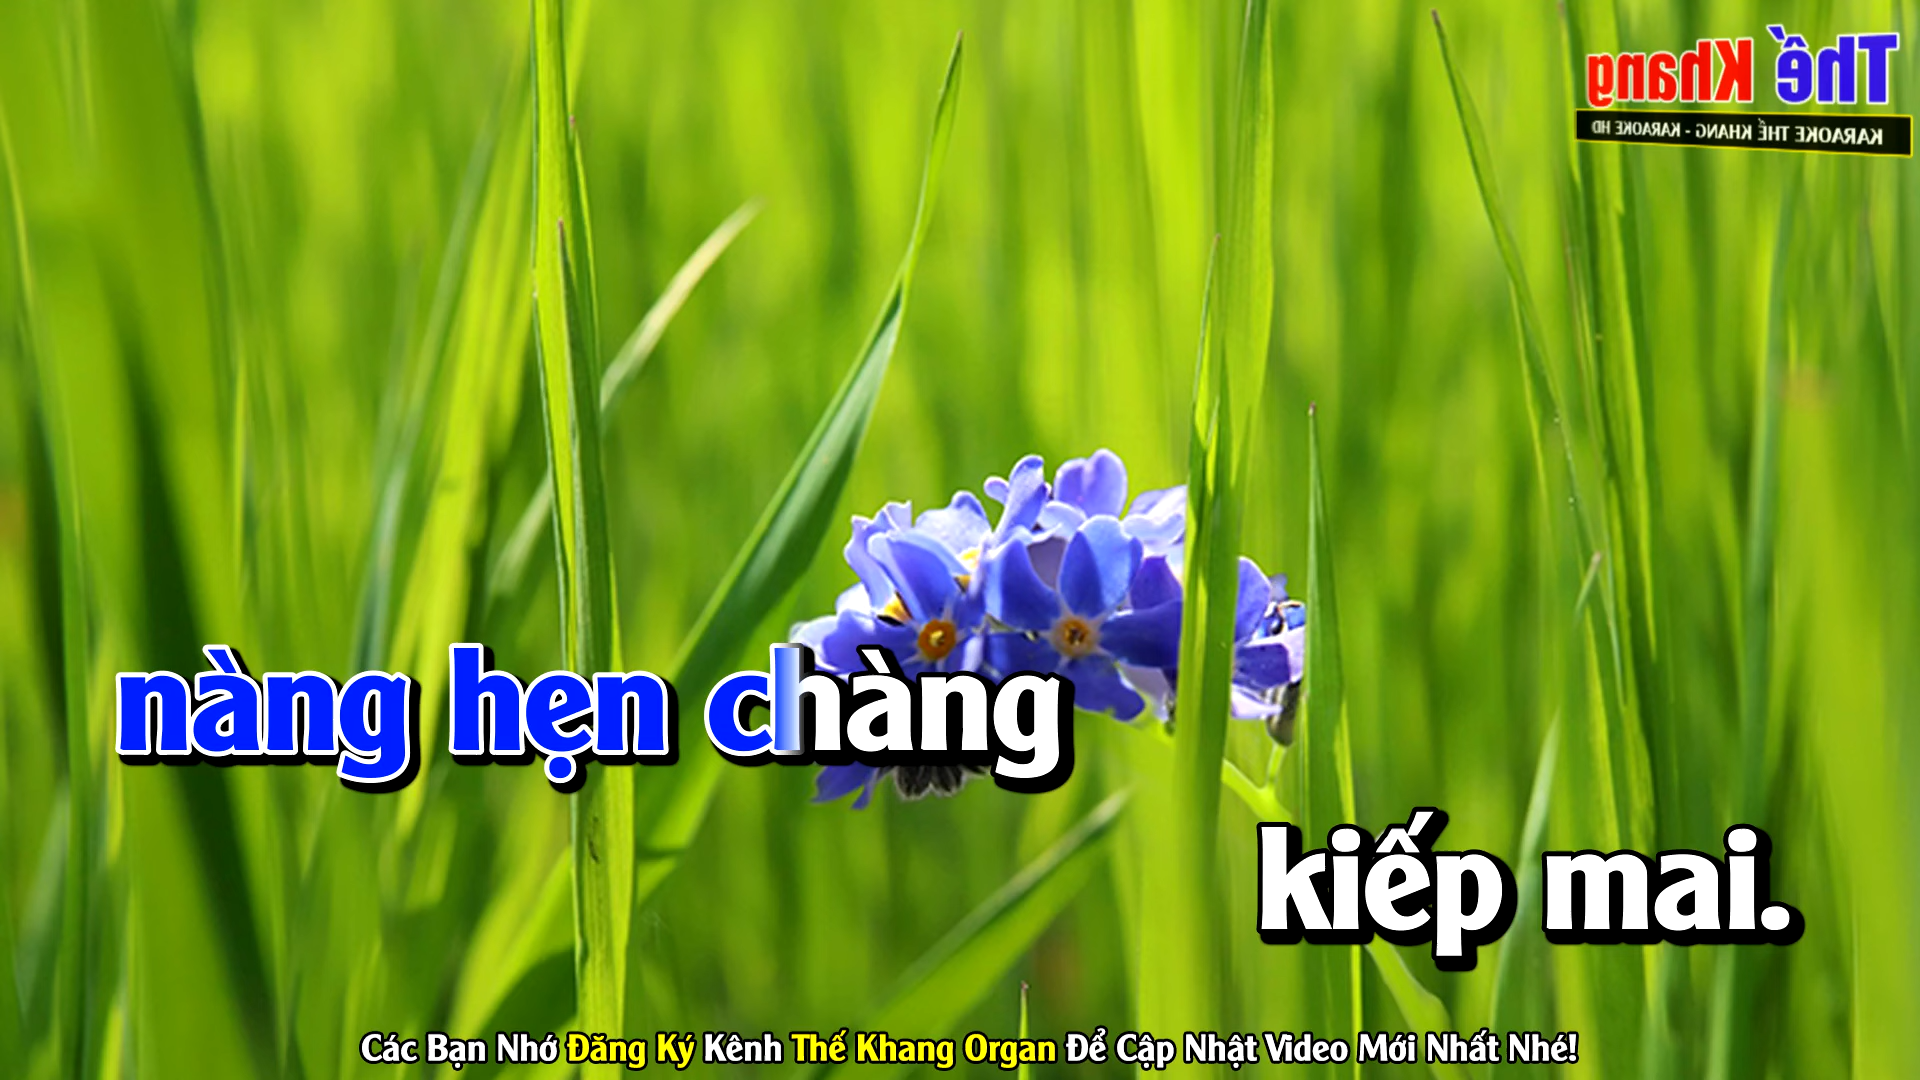 Thế Khang
KARAOKE THẾ KHANG - KARAOKE HD
nàng hẹn chàng
kiếp mai.
Các Bạn Nhớ Đăng Ký Kênh Thế Khang Organ Để Cập Nhật Video Mới Nhất Nhé!